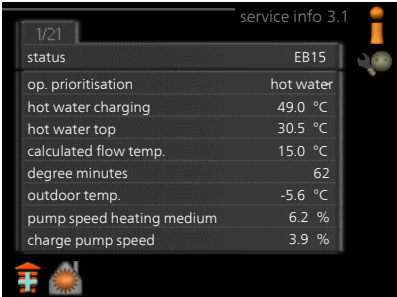 service info 3.1
1/21
status EB15
op. prioritisation hot water
hot water charging 49.0 °C
hot water top 30.5 °C
calculated flow temp. 15.0 °C
degree minutes 62
outdoor temp. -5.6 °C
pump speed heating medium 6.2 %
charge pump speed 3.9 %